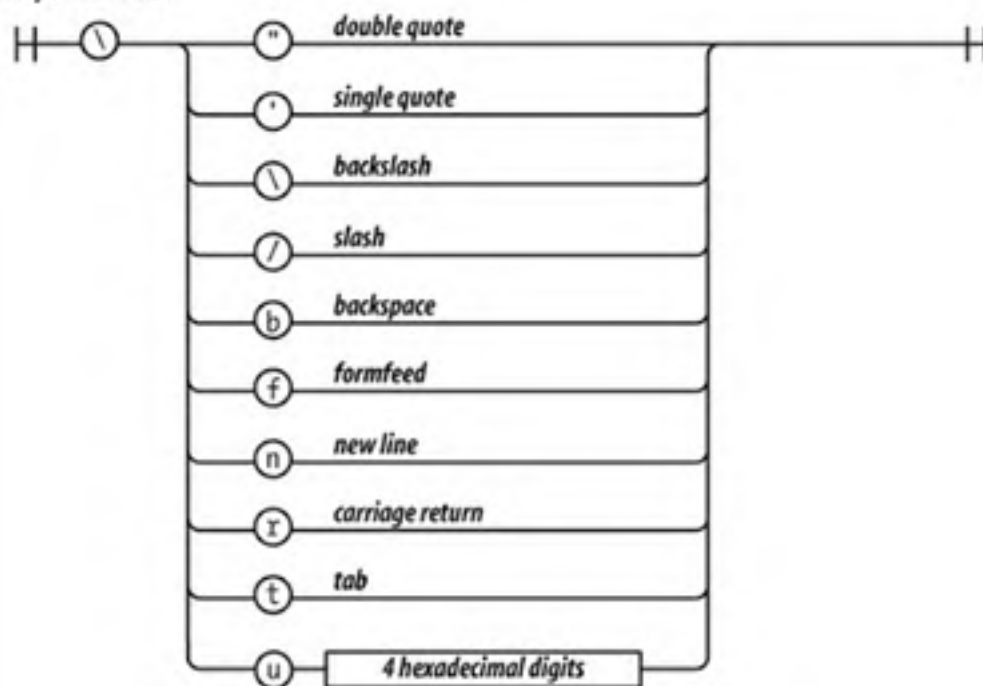 \
" double quote
' single quote
\ backslash
/ slash
b backspace
f formfeed
n new line
r carriage return
t tab
u 4 hexadecimal digits